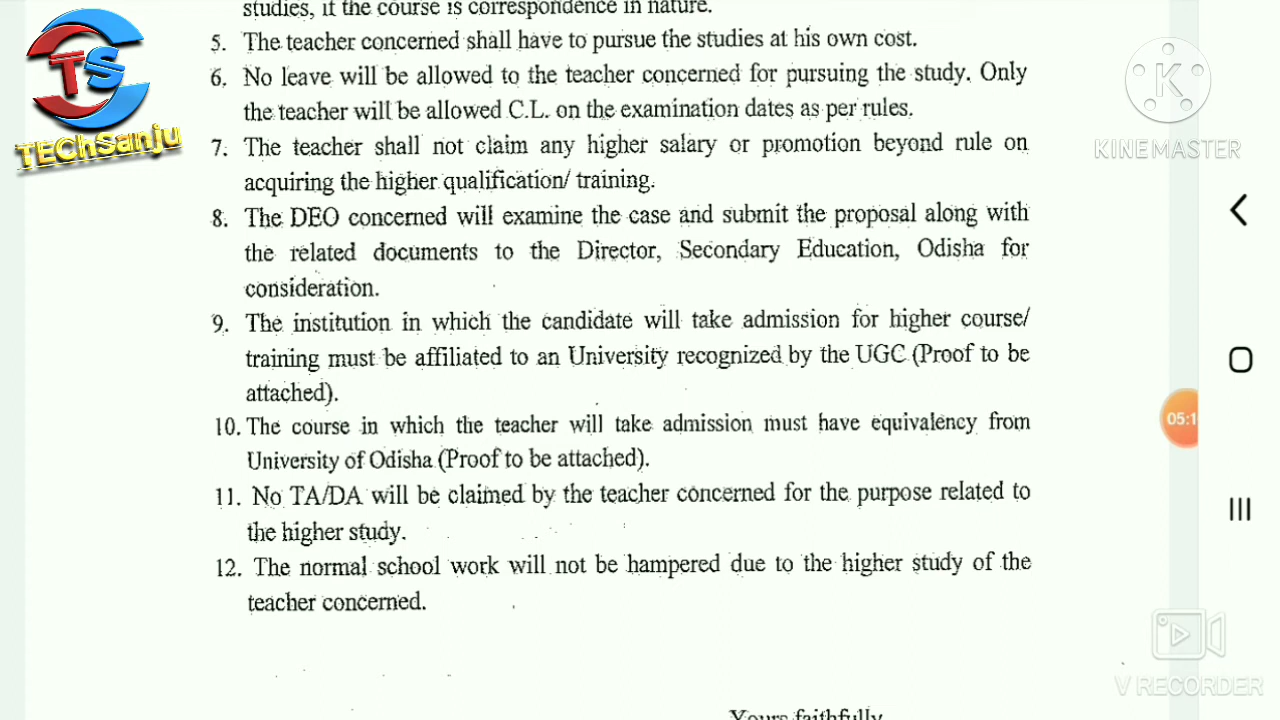 studies, if the course is correspondence in nature.
5. The teacher concerned shall have to pursue the studies at his own cost.
6. No leave will be allowed to the teacher concerned for pursuing the study. Only
the teacher will be allowed C.L. on the examination dates as per rules.
7. The teacher shall not claim any higher salary or promotion beyond rule on
acquiring the higher qualification/ training.
8. The DEO concerned will examine the case and submit the proposal along with
the related documents to the Director, Secondary Education, Odisha for
consideration.
9. The institution in which the candidate will take admission for higher course/
training must be affiliated to an University recognized by the UGC (Proof to be
attached).
10. The course in which the teacher will take admission must have equivalency from
University of Odisha (Proof to be attached).
11. No TA/DA will be claimed by the teacher concerned for the purpose related to
the higher study.
12. The normal school work will not be hampered due to the higher study of the
teacher concerned.
Yours faithfully
TS
TEChSanju
K
KINEMASTER
05:1
V RECORDER